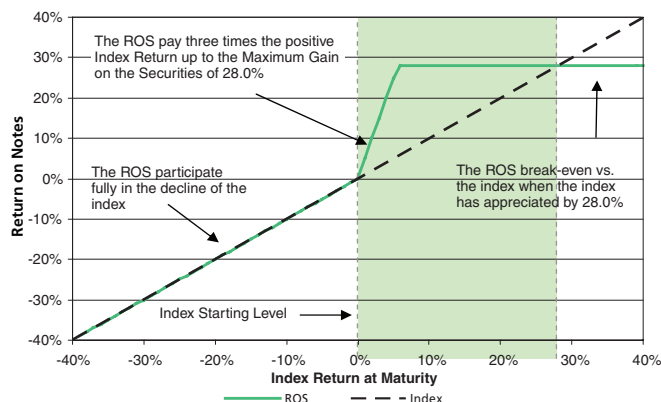 40%
30%
20%
10%
0%
-10%
-20%
-30%
-40%
Return on Notes
The ROS pay three times the positive
Index Return up to the Maximum Gain
on the Securities of 28.0%
The ROS participate
fully in the decline of the
index
The ROS break-even vs.
the index when the index
has appreciated by 28.0%
Index Starting Level
-40%
-30%
-20%
-10%
0%
10%
20%
30%
40%
Index Return at Maturity
ROS
Index